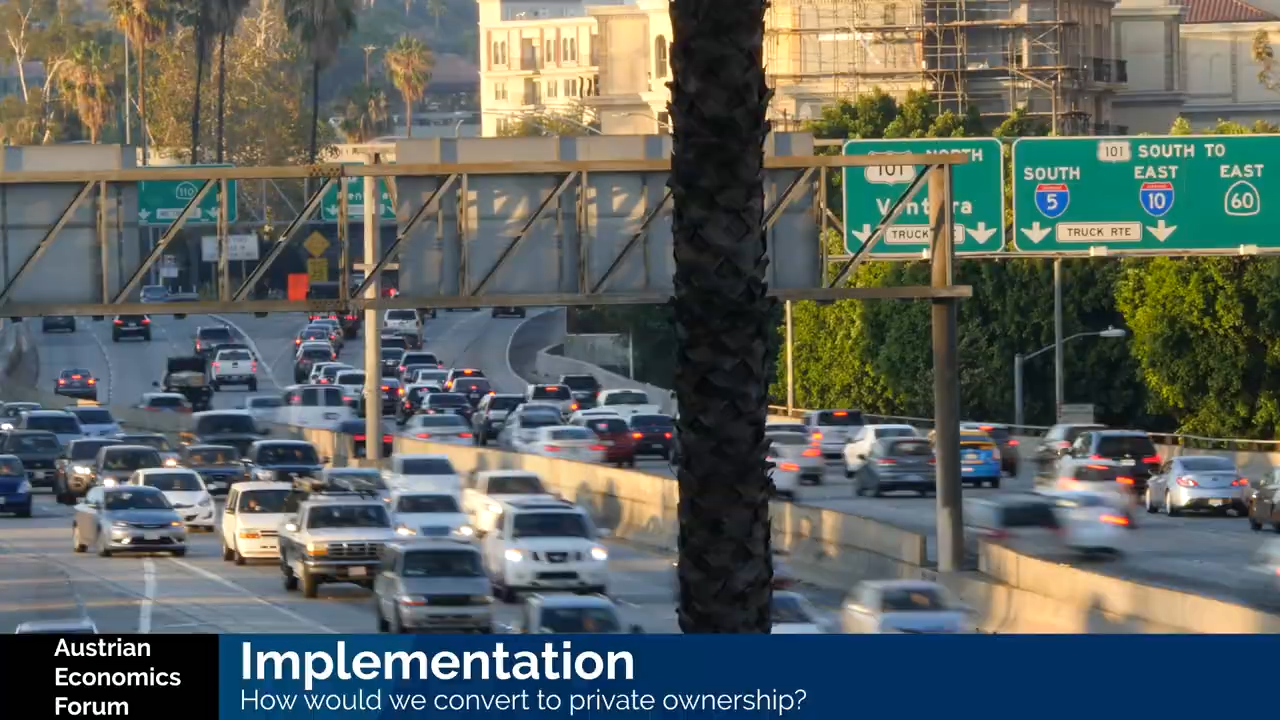 110
101 NORTH
Ventura
TRUCK RTE
101 SOUTH TO
SOUTH EAST EAST
5 10 60
TRUCK RTE
Austrian
Economics
Forum
Implementation
How would we convert to private ownership?